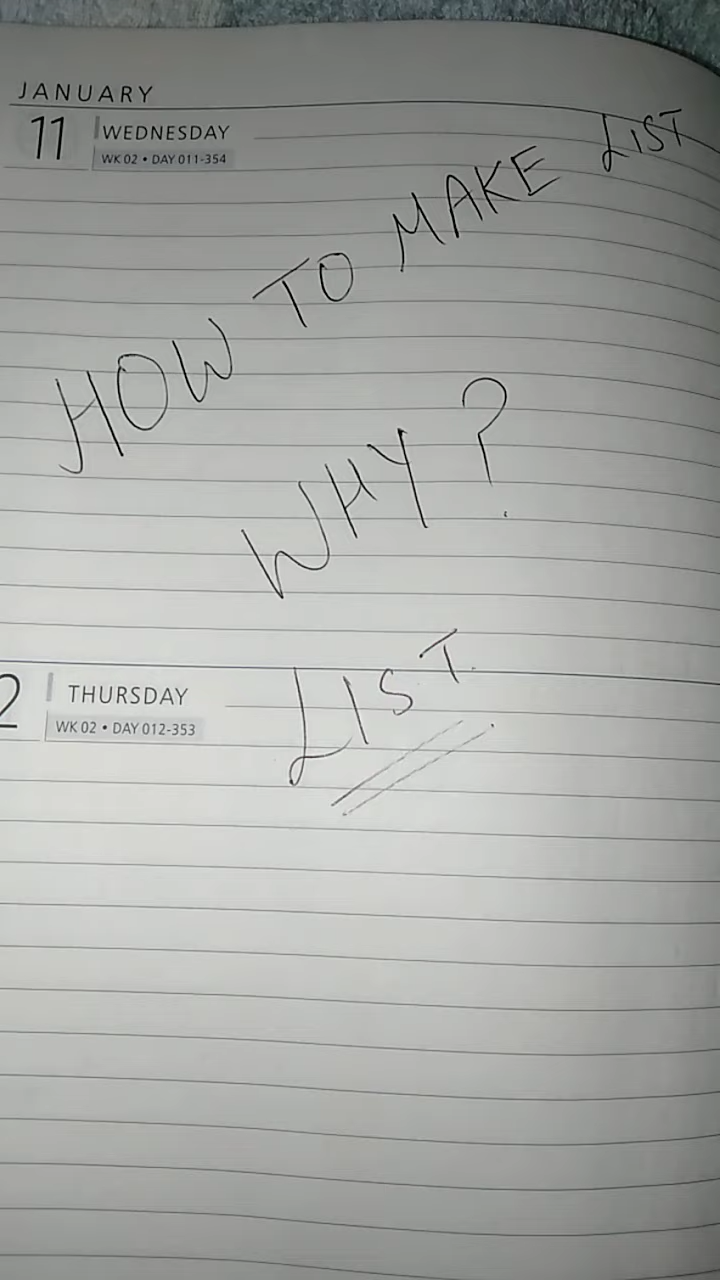 JANUARY
11 WEDNESDAY
WK 02 • DAY 011-354
HOW TO MAKE LIST
WHY?
LIST
2 THURSDAY
WK 02 • DAY 012-353